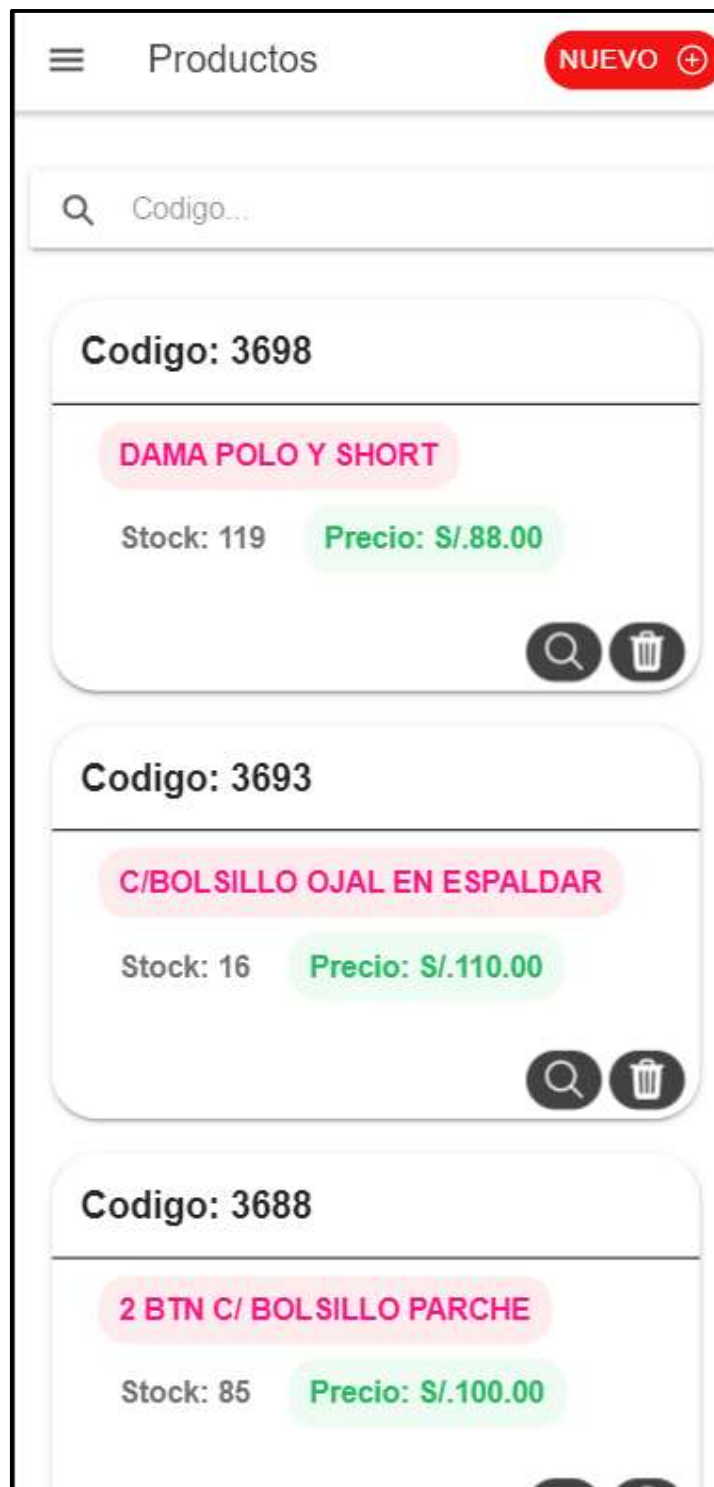 Productos NUEVO
Codigo...
Codigo: 3698
DAMA POLO Y SHORT
Stock: 119 Precio: S/.88.00
Codigo: 3693
C/BOLSILLO OJAL EN ESPALDAR
Stock: 16 Precio: S/.110.00
Codigo: 3688
2 BTN C/ BOLSILLO PARCHE
Stock: 85 Precio: S/.100.00